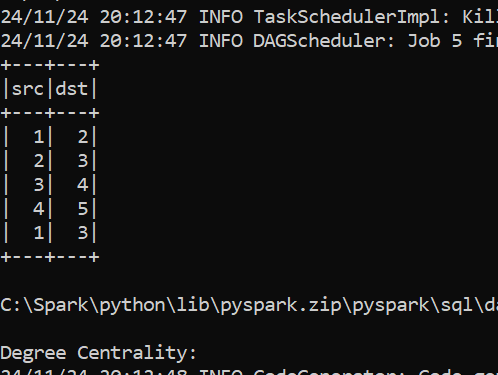 24/11/24 20:12:47 INFO TaskSchedulerImpl: Kil
24/11/24 20:12:47 INFO DAGScheduler: Job 5 fi
+---+---+
|src|dst|
+---+---+
|  1|  2|
|  2|  3|
|  3|  4|
|  4|  5|
|  1|  3|
+---+---+
C:\Spark\python\lib\pyspark.zip\pyspark\sql\da
Degree Centrality:
24/11/24 20:12:48 INFO CodeGenerator: Code ge